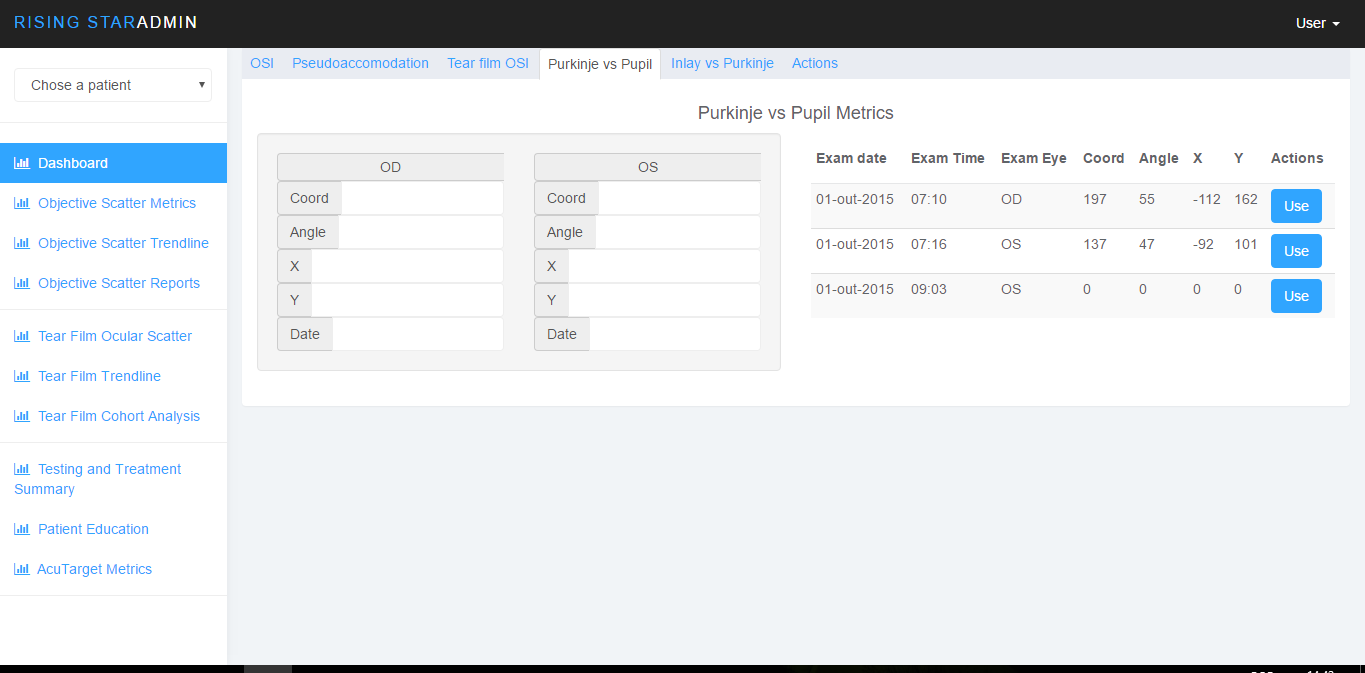 RISING STARADMIN
User
Chose a patient
Dashboard
Objective Scatter Metrics
Objective Scatter Trendline
Objective Scatter Reports
Tear Film Ocular Scatter
Tear Film Trendline
Tear Film Cohort Analysis
Testing and Treatment
Summary
Patient Education
AcuTarget Metrics
OSI Pseudoaccomodation Tear film OSI Purkinje vs Pupil Inlay vs Purkinje Actions
Purkinje vs Pupil Metrics
OD
Coord
Angle
X
Y
Date
OS
Coord
Angle
X
Y
Date
Exam date Exam Time Exam Eye Coord Angle X Y Actions
01-out-2015 07:10 OD 197 55 -112 162 Use
01-out-2015 07:16 OS 137 47 -92 101 Use
01-out-2015 09:03 OS 0 0 0 0 Use